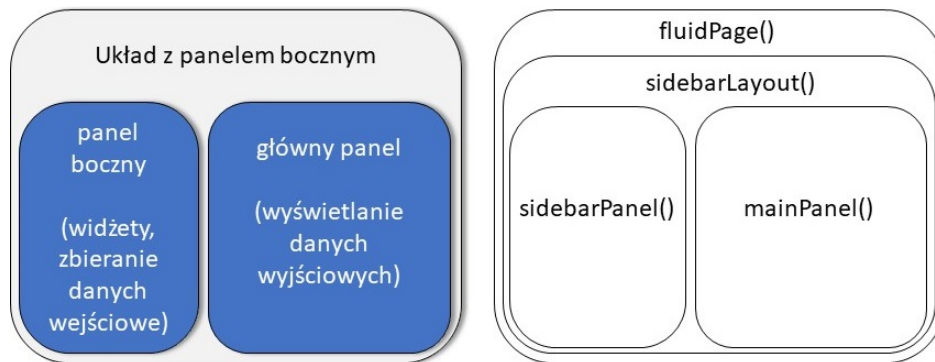 Układ z panelem bocznym
panel
boczny
(widżety,
zbieranie
danych
wejściowe)
główny panel
(wyświetlanie
danych
wyjściowych)
fluidPage()
sidebarLayout()
sidebarPanel()
mainPanel()